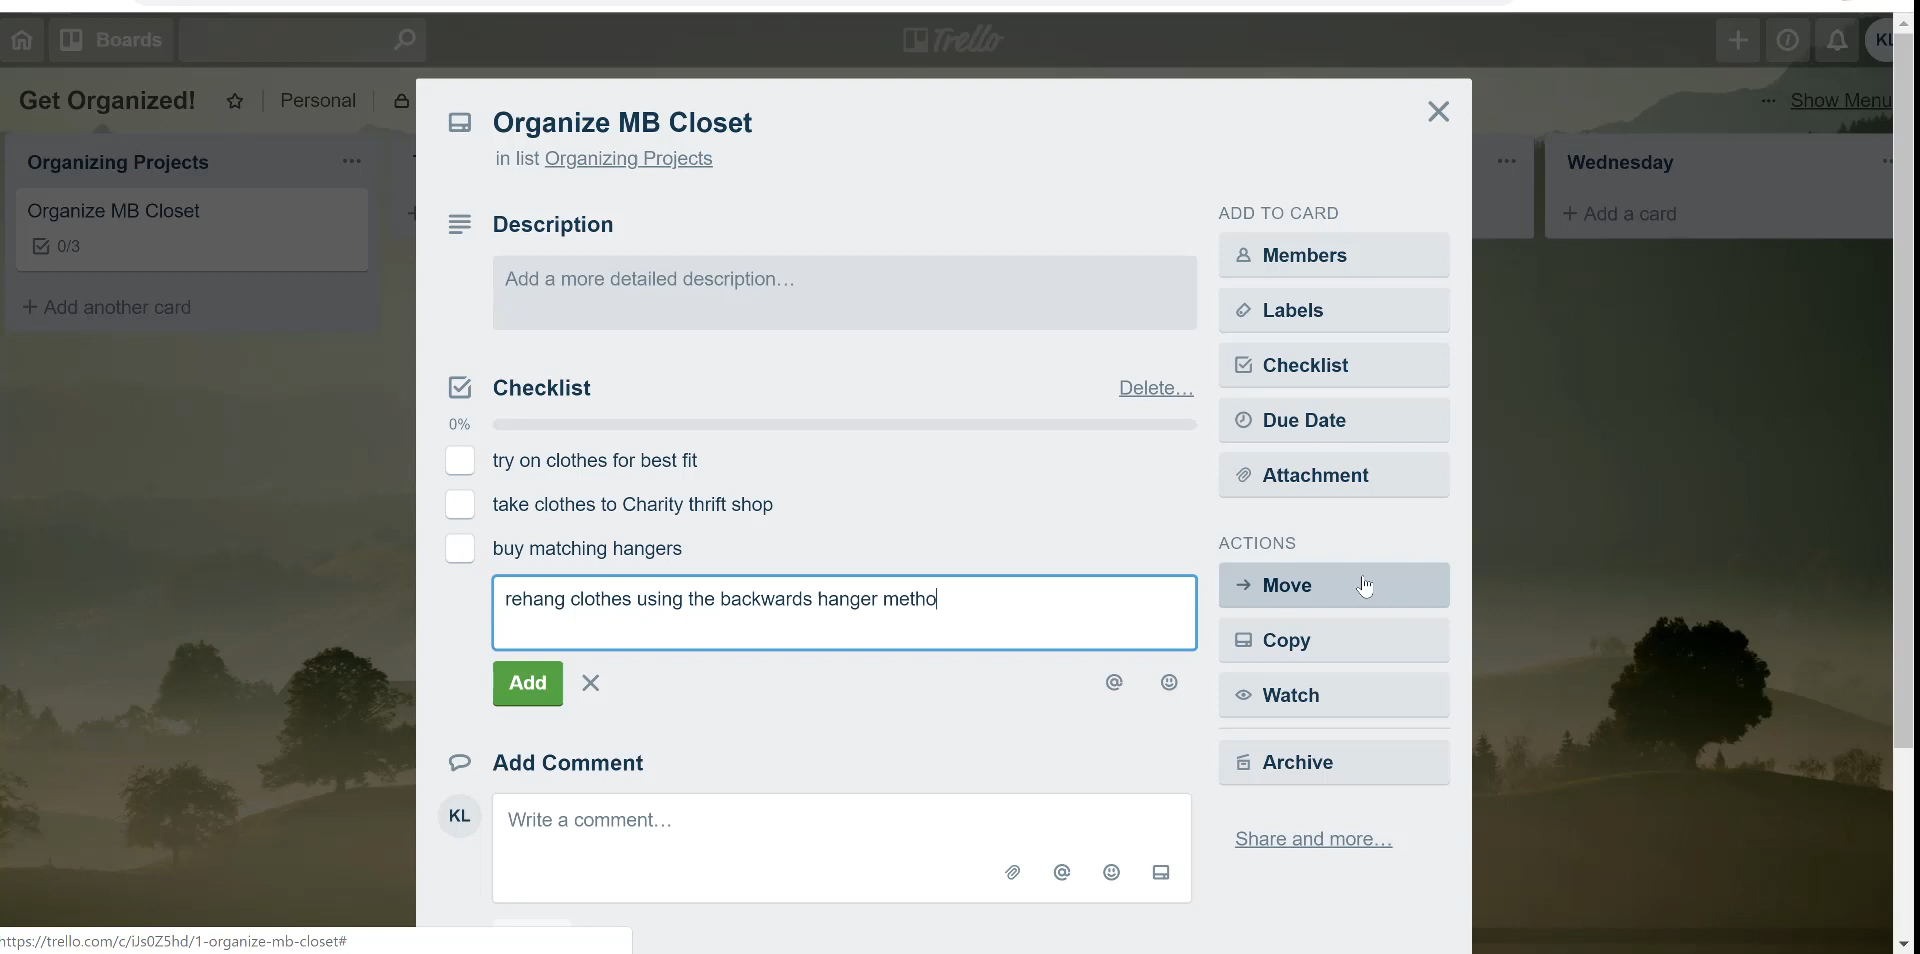 Boards
Trello
KL
Get Organized!
Personal
Show Menu
Organizing Projects
Organize MB Closet
0/3
+ Add another card
Wednesday
+ Add a card
Organize MB Closet
in list Organizing Projects
Description
Add a more detailed description…
Checklist
Delete…
0%
try on clothes for best fit
take clothes to Charity thrift shop
buy matching hangers
rehang clothes using the backwards hanger metho
Add
Add Comment
KL
Write a comment…
ADD TO CARD
Members
Labels
Checklist
Due Date
Attachment
ACTIONS
Move
Copy
Watch
Archive
Share and more…
https://trello.com/c/iJs0Z5hd/1-organize-mb-closet#